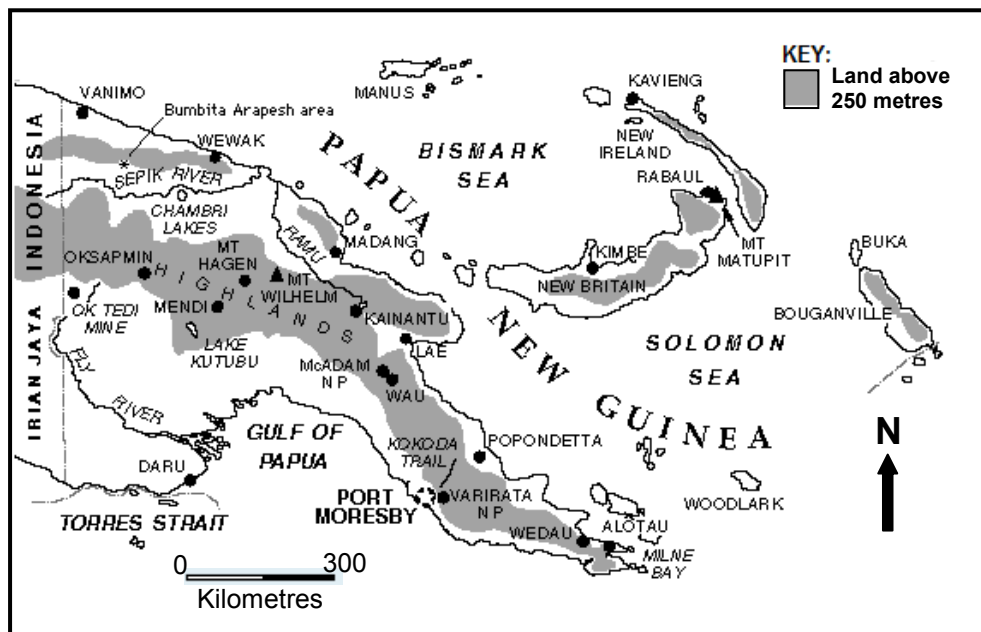 KEY:
Land above
250 metres
VANIMO
Bumbita Arapesh area
WEWAK
SEPIK RIVER
CHAMBRI
LAKES
INDONESIA
IRIAN JAYA
MANUS
KAVIENG
NEW
IRELAND
BISMARK
SEA
RABAUL
MT
MATUPIT
KIMBE
NEW BRITAIN
BUKA
BOUGANVILLE
PAPUA
NEW
GUINEA
RAMU
MADANG
OKSAPMIN
MT
HAGEN
MT
WILHELM
HIGHLANDS
MENDI
OK TEDI
MINE
LAKE
KUTUBU
KAINANTU
LAE
McADAM
N P
WAU
SOLOMON
SEA
FLY
RIVER
GULF OF
PAPUA
KOKODA
TRAIL
POPONDETTA
DARU
PORT
MORESBY
VARIRATA
N P
WOODLARK
WEDAU
ALOTAU
MILNE
BAY
TORRES STRAIT
N
0 300
Kilometres